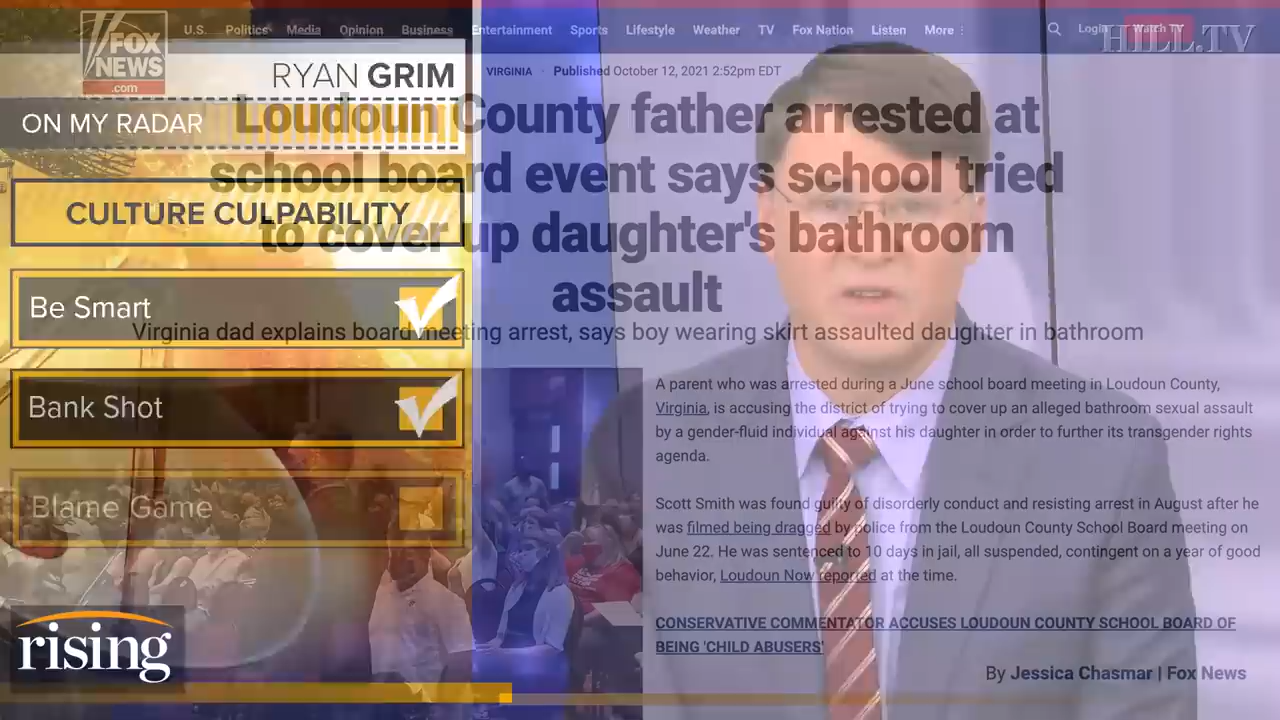 FOX
NEWS
.com
U.S. Politics Media Opinion Business Entertainment Sports Lifestyle Weather TV Fox Nation Listen More
Login Watch TV
HILL.TV
RYAN GRIM
ON MY RADAR
CULTURE CULPABILITY
Be Smart
Bank Shot
Blame Game
rising
VIRGINIA · Published October 12, 2021 2:52pm EDT
Loudoun County father arrested at
school board event says school tried
to cover up daughter's bathroom
assault
Virginia dad explains board meeting arrest, says boy wearing skirt assaulted daughter in bathroom
A parent who was arrested during a June school board meeting in Loudoun County,
Virginia, is accusing the district of trying to cover up an alleged bathroom sexual assault
by a gender-fluid individual against his daughter in order to further its transgender rights
agenda.
Scott Smith was found guilty of disorderly conduct and resisting arrest in August after he
was filmed being dragged by police from the Loudoun County School Board meeting on
June 22. He was sentenced to 10 days in jail, all suspended, contingent on a year of good
behavior, Loudoun Now reported at the time.
CONSERVATIVE COMMENTATOR ACCUSES LOUDOUN COUNTY SCHOOL BOARD OF
BEING 'CHILD ABUSERS'
By Jessica Chasmar | Fox News